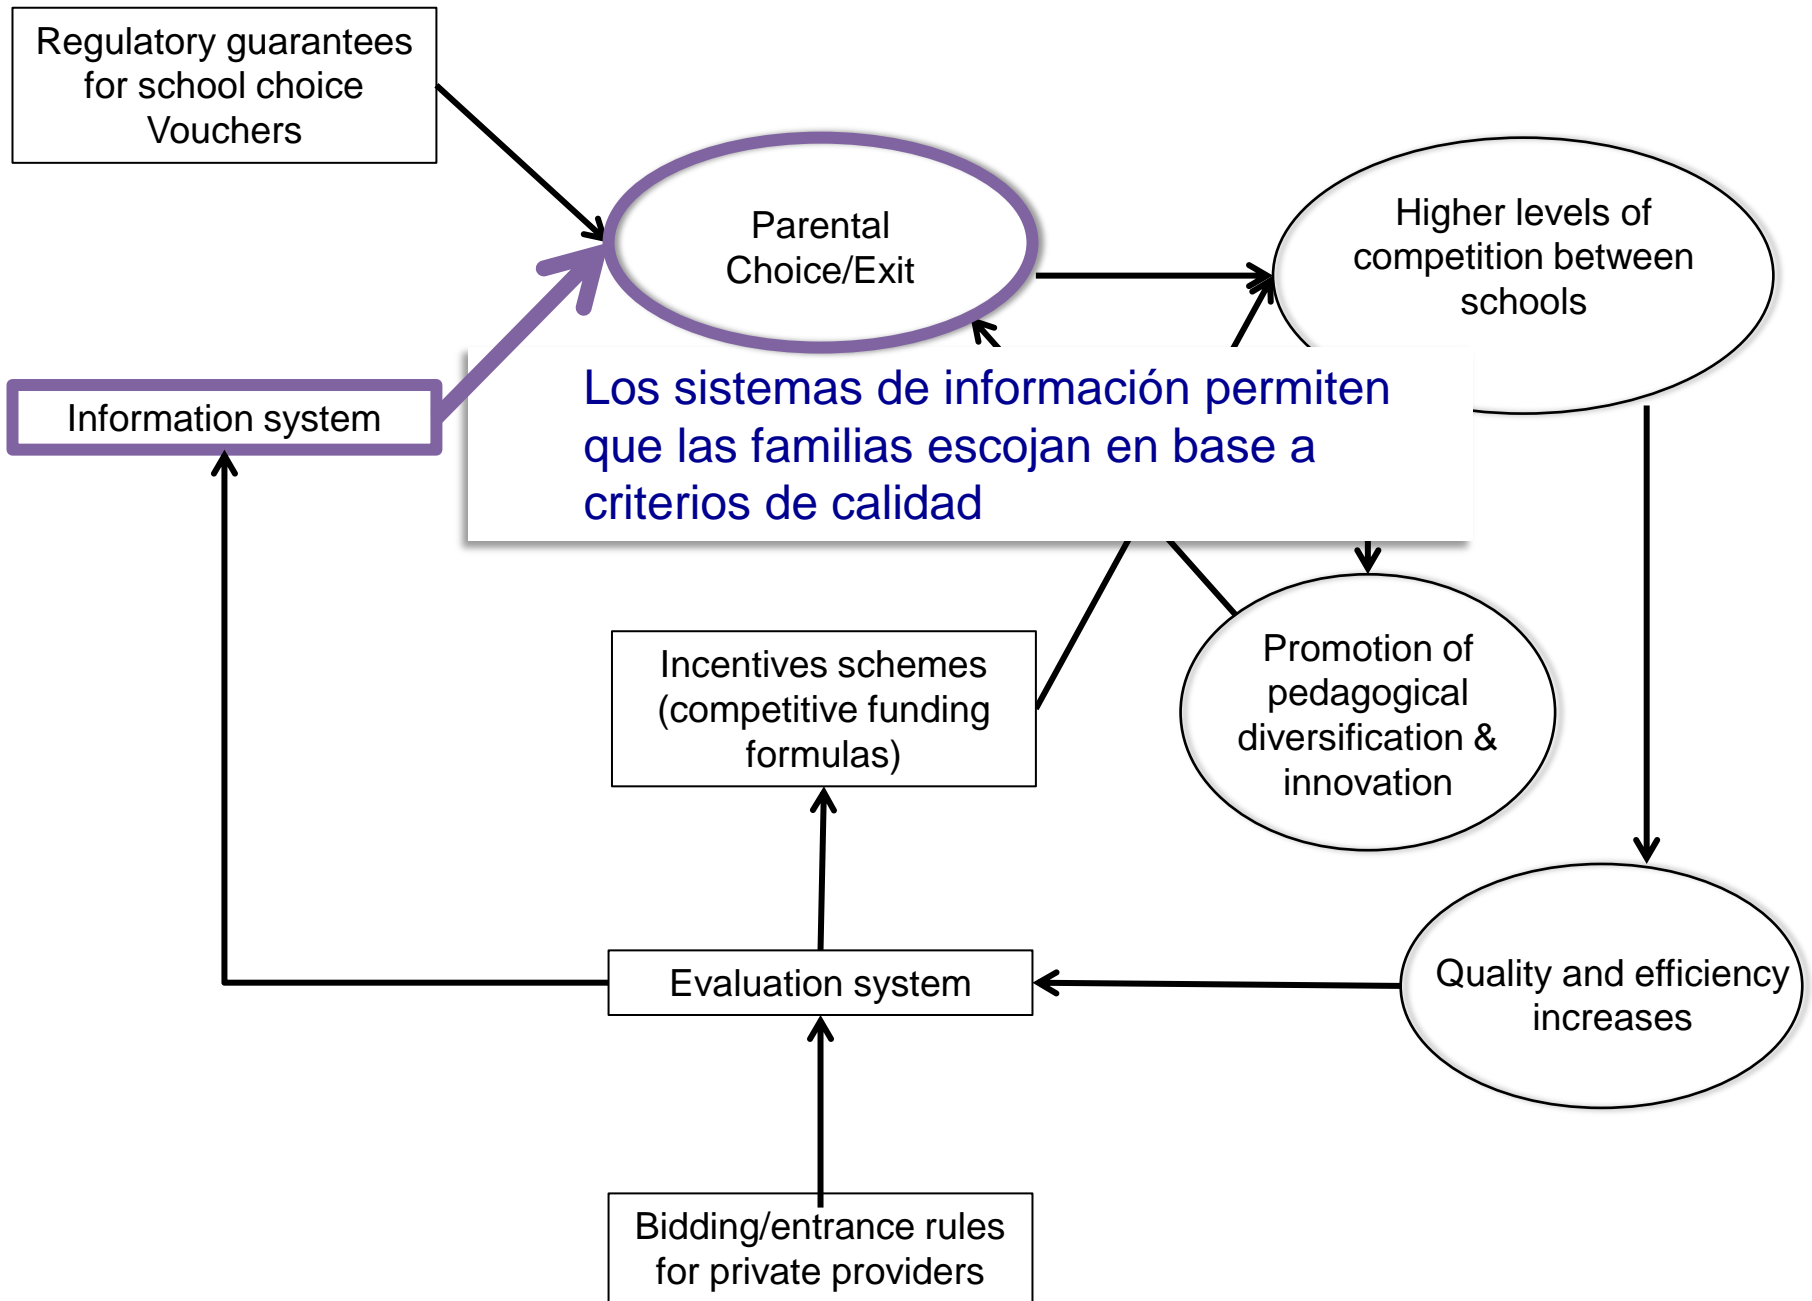 Regulatory guarantees
for school choice
Vouchers
Parental
Choice/Exit
Higher levels of
competition between
schools
Information system
Los sistemas de información permiten
que las familias escojan en base a
criterios de calidad
Incentives schemes
(competitive funding
formulas)
Promotion of
pedagogical
diversification &
innovation
Evaluation system
Quality and efficiency
increases
Bidding/entrance rules
for private providers